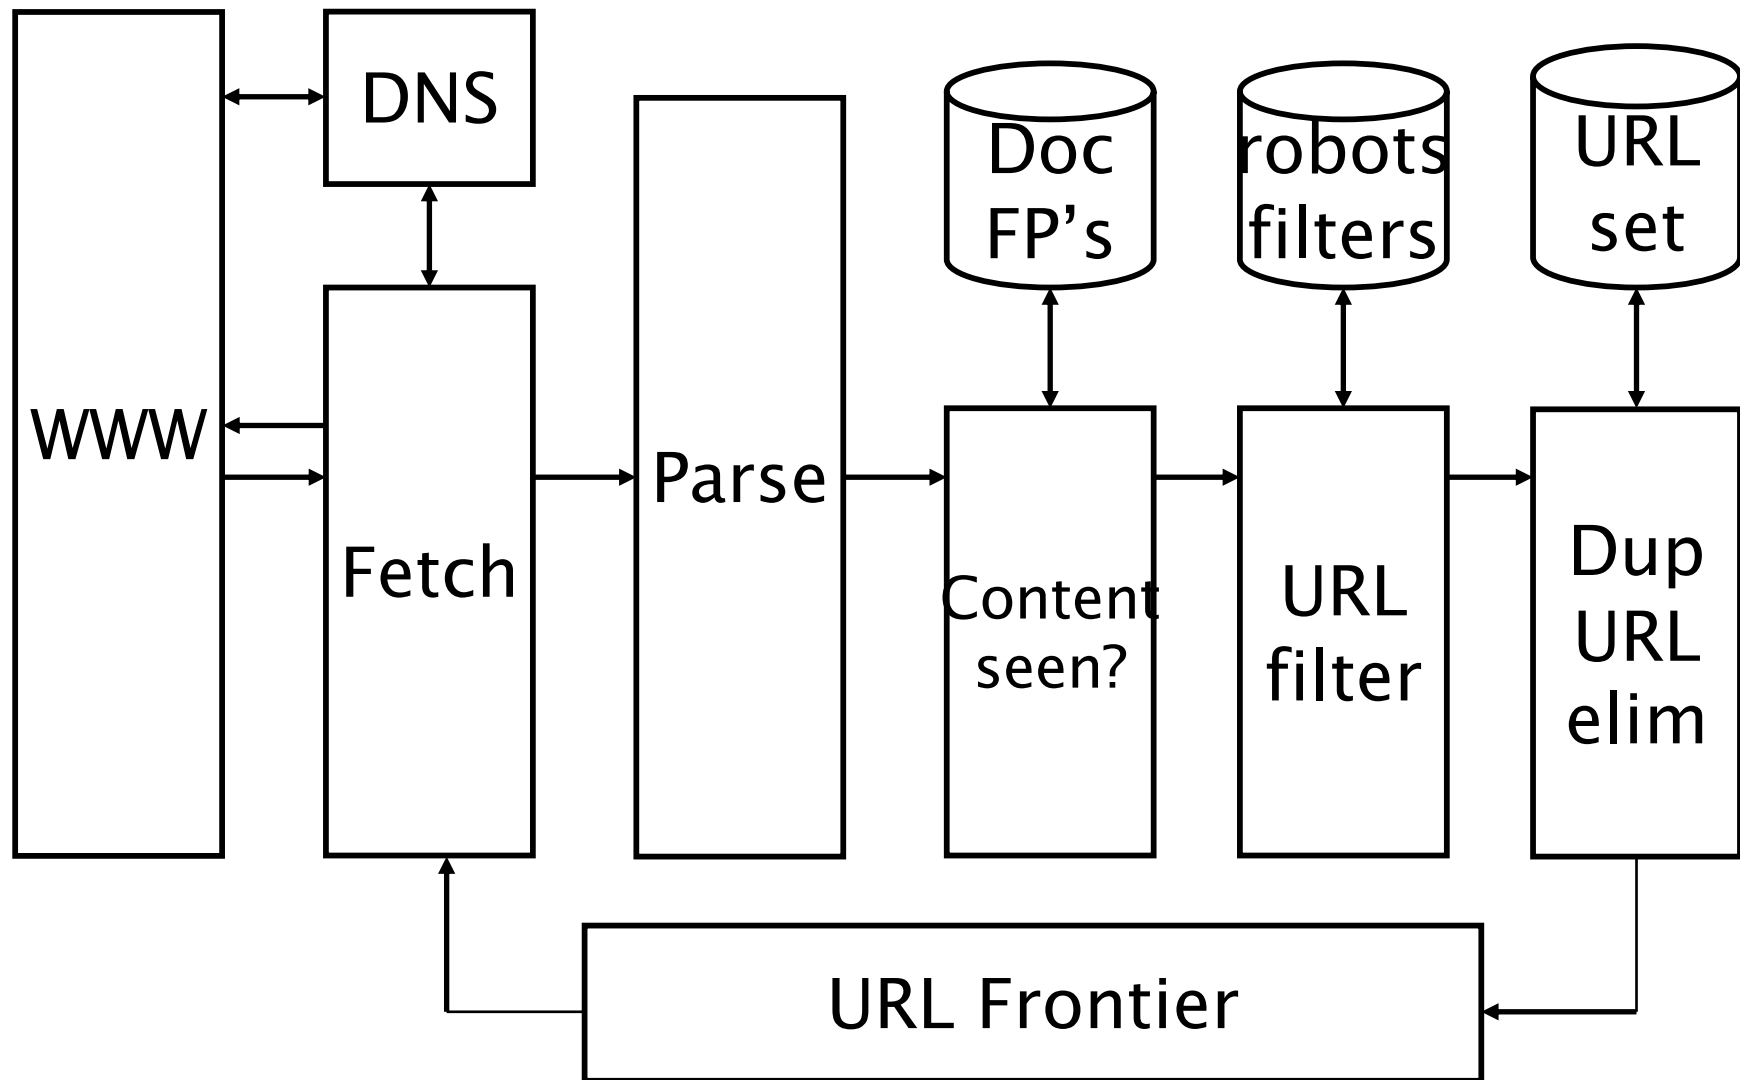 WWW
DNS
Fetch
Parse
Doc
FP’s
Content
seen?
robots
filters
URL
filter
URL
set
Dup
URL
elim
URL Frontier